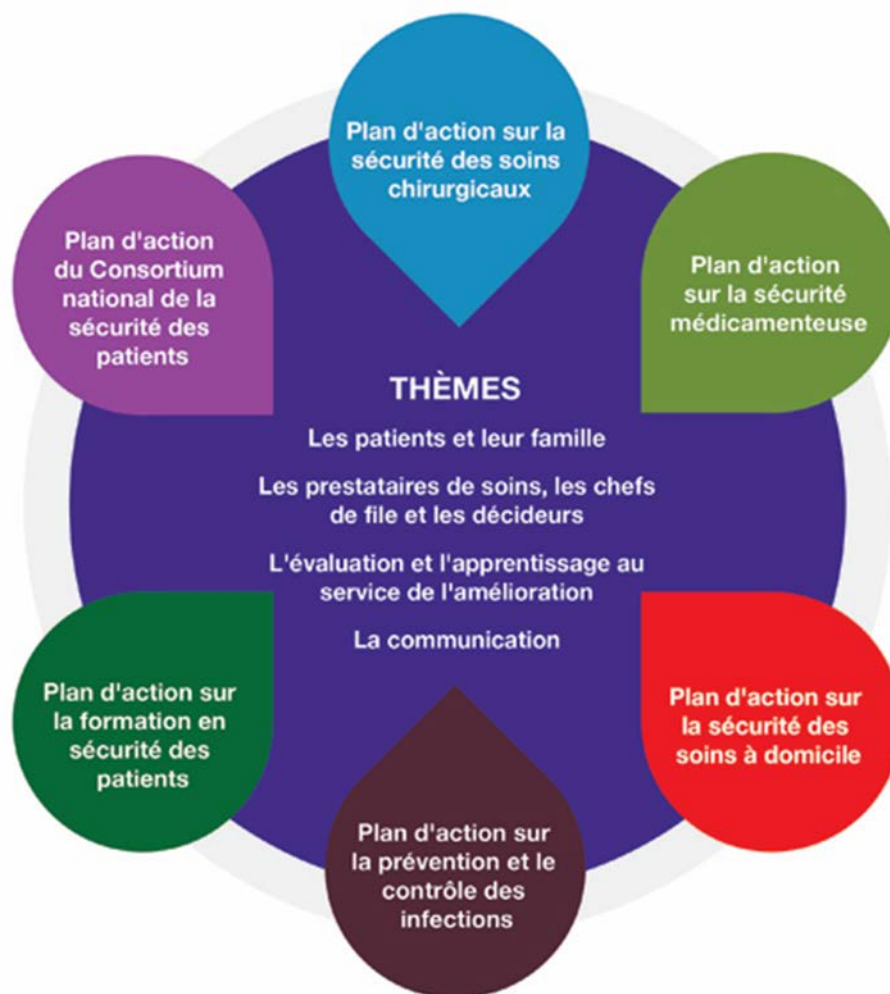 Plan d'action sur la
sécurité des soins
chirurgicaux
Plan d'action
du Consortium
national de la
sécurité des
patients
Plan d'action
sur la sécurité
médicamenteuse
THÈMES
Les patients et leur famille
Les prestataires de soins, les chefs
de file et les décideurs
L'évaluation et l'apprentissage au
service de l'amélioration
La communication
Plan d'action sur
la formation en
sécurité des
patients
Plan d'action sur
la sécurité des
soins à domicile
Plan d'action sur
la prévention et le
contrôle des
infections